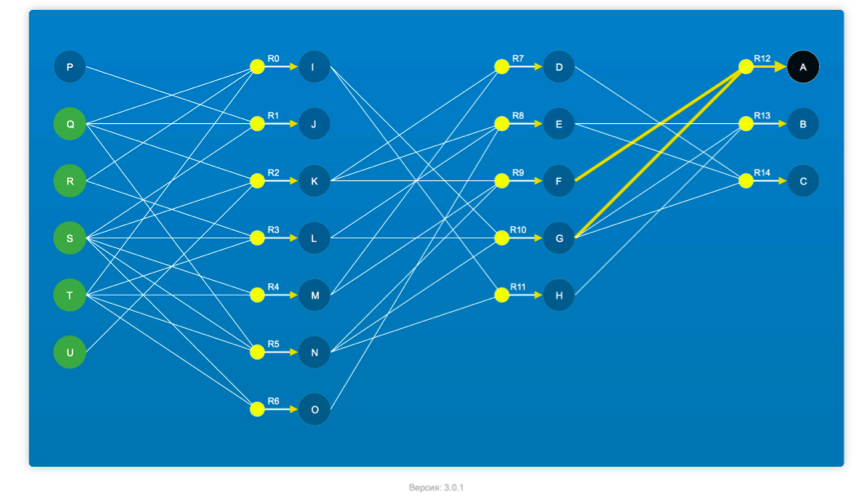 P R0 I R7 D R12 A
Q R1 J R8 E R13 B
R R2 K R9 F R14 C
S R3 L R10 G
T R4 M R11 H
U R5 N
R6 O
Версия: 3.0.1